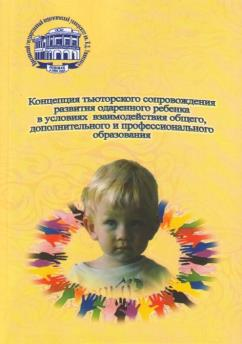 Концепция тьюторского сопровождения
развития одаренного ребенка
в условиях взаимодействия общего,
дополнительного и профессионального
образования